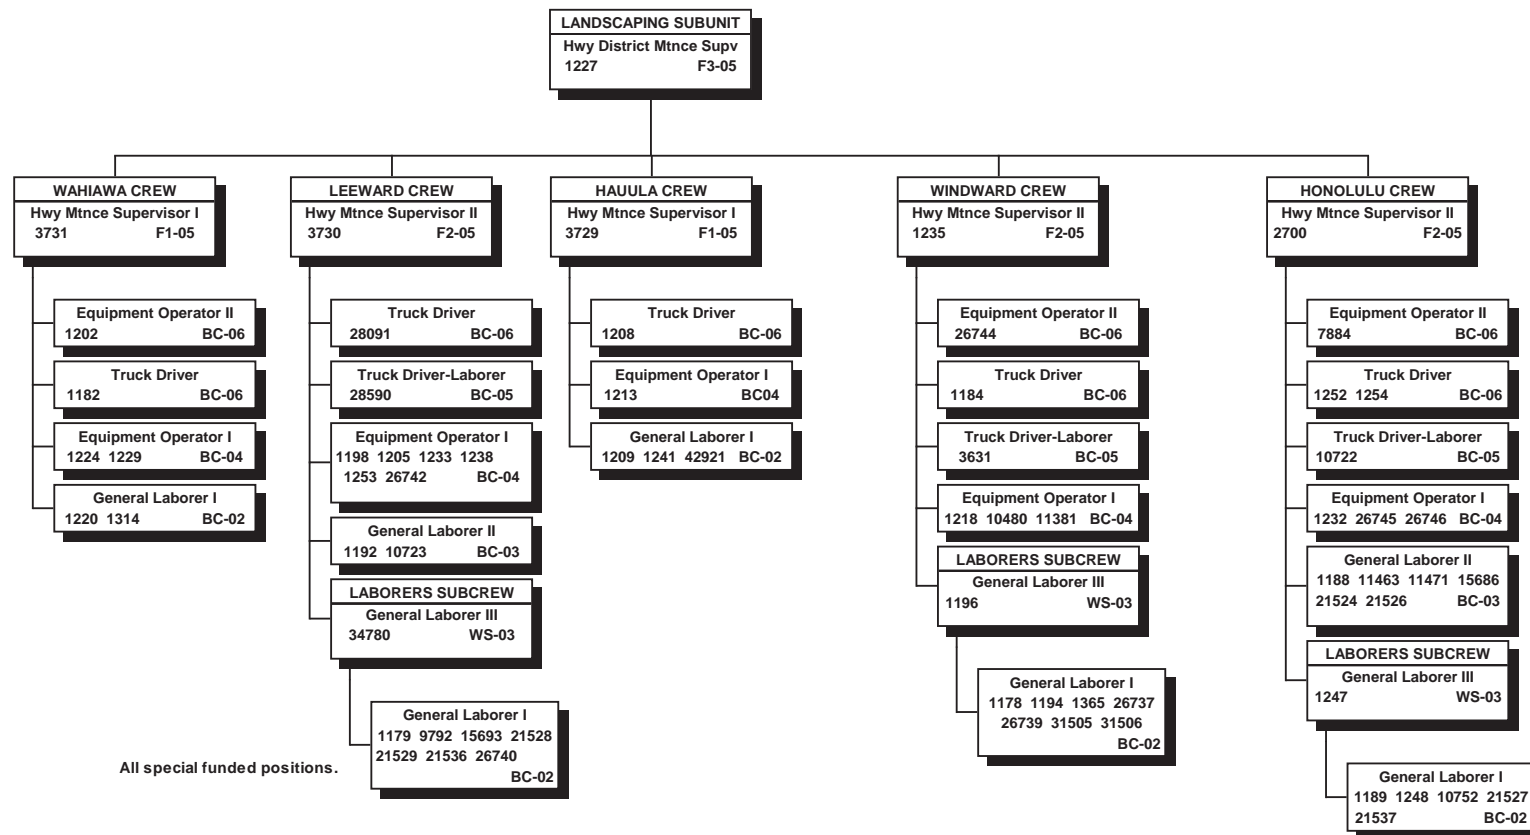 LANDSCAPING SUBUNIT
Hwy District Mtnce Supv
1227 F3-05
WAHIAWA CREW
Hwy Mtnce Supervisor I
3731 F1-05
Equipment Operator II
1202 BC-06
Truck Driver
1182 BC-06
Equipment Operator I
1224 1229 BC-04
General Laborer I
1220 1314 BC-02
LEEWARD CREW
Hwy Mtnce Supervisor II
3730 F2-05
Truck Driver
28091 BC-06
Truck Driver-Laborer
28590 BC-05
Equipment Operator I
1198 1205 1233 1238
1253 26742 BC-04
General Laborer II
1192 10723 BC-03
LABORERS SUBCREW
General Laborer III
34780 WS-03
General Laborer I
1179 9792 15693 21528
21529 21536 26740
BC-02
HAUULA CREW
Hwy Mtnce Supervisor I
3729 F1-05
Truck Driver
1208 BC-06
Equipment Operator I
1213 BC04
General Laborer I
1209 1241 42921 BC-02
WINDWARD CREW
Hwy Mtnce Supervisor II
1235 F2-05
Equipment Operator II
26744 BC-06
Truck Driver
1184 BC-06
Truck Driver-Laborer
3631 BC-05
Equipment Operator I
1218 10480 11381 BC-04
LABORERS SUBCREW
General Laborer III
1196 WS-03
General Laborer I
1178 1194 1365 26737
26739 31505 31506
BC-02
HONOLULU CREW
Hwy Mtnce Supervisor II
2700 F2-05
Equipment Operator II
7884 BC-06
Truck Driver
1252 1254 BC-06
Truck Driver-Laborer
10722 BC-05
Equipment Operator I
1232 26745 26746 BC-04
General Laborer II
1188 11463 11471 15686
21524 21526 BC-03
LABORERS SUBCREW
General Laborer III
1247 WS-03
General Laborer I
1189 1248 10752 21527
21537 BC-02
All special funded positions.